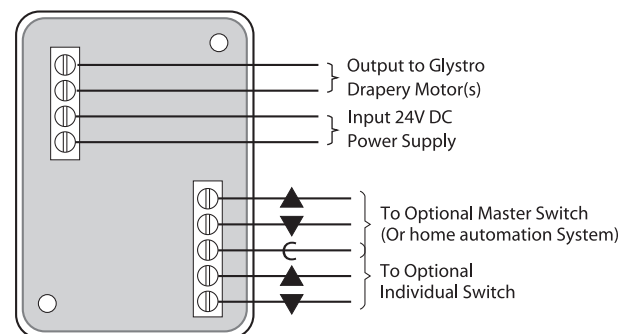 Output to Glystro
Drapery Motor(s)
Input 24V DC
Power Supply
To Optional Master Switch
(Or home automation System)
C
To Optional
Individual Switch